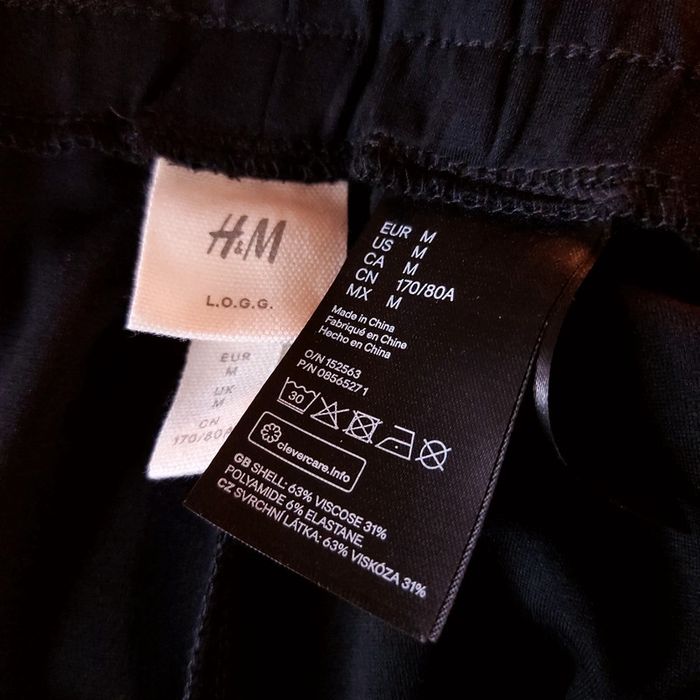 H&M
L.O.G.G.
EUR
M
UK
M
CN
170/80A
EUR M
US M
CA M
CN 170/80A
MX M
Made in China
Fabriqué en Chine
Hecho en China
O/N 152563
P/N 08565271
30
clevercare.info
GB SHELL: 63% VISCOSE 31%
POLYAMIDE 6% ELASTANE
CZ SVRCHNÍ LÁTKA: 63% VISKÓZA 31%